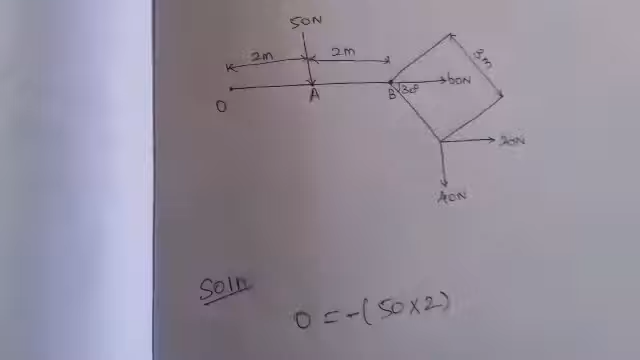 50N
2m
2m
3m
O
A
B
30°
60N
20N
40N
Soln
O = -(50×2)